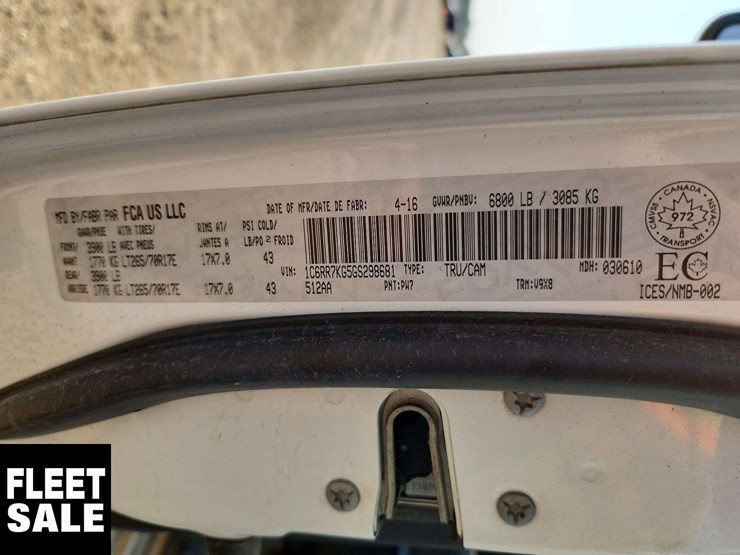 MFD BY/FABR PAR FCA US LLC
DATE OF MFR/DATE DE FABR: 4-16 GVWR/PNBV: 6800 LB / 3085 KG
GAWR/PNBE WITH TIRES/ RIMS AT/ PSI COLD/
FRONT/ 3900 LB AVEC PNEUS JANTES A LB/PO² FROID
AVANT 1770 KG LT265/70R17E 17X7.0 43
VIN: 1C6RR7KG5GS298681 TYPE: TRU/CAM MDH: 030610
REAR/ 3900 LB
ARRIERE 1770 KG LT265/70R17E 17X7.0 43
512AA PNT:PW7 TRM:V9X8
CANADA
CMVSS 972 NSVAC
TRANSPORT
EC
ICES/NMB-002
FLEET
SALE